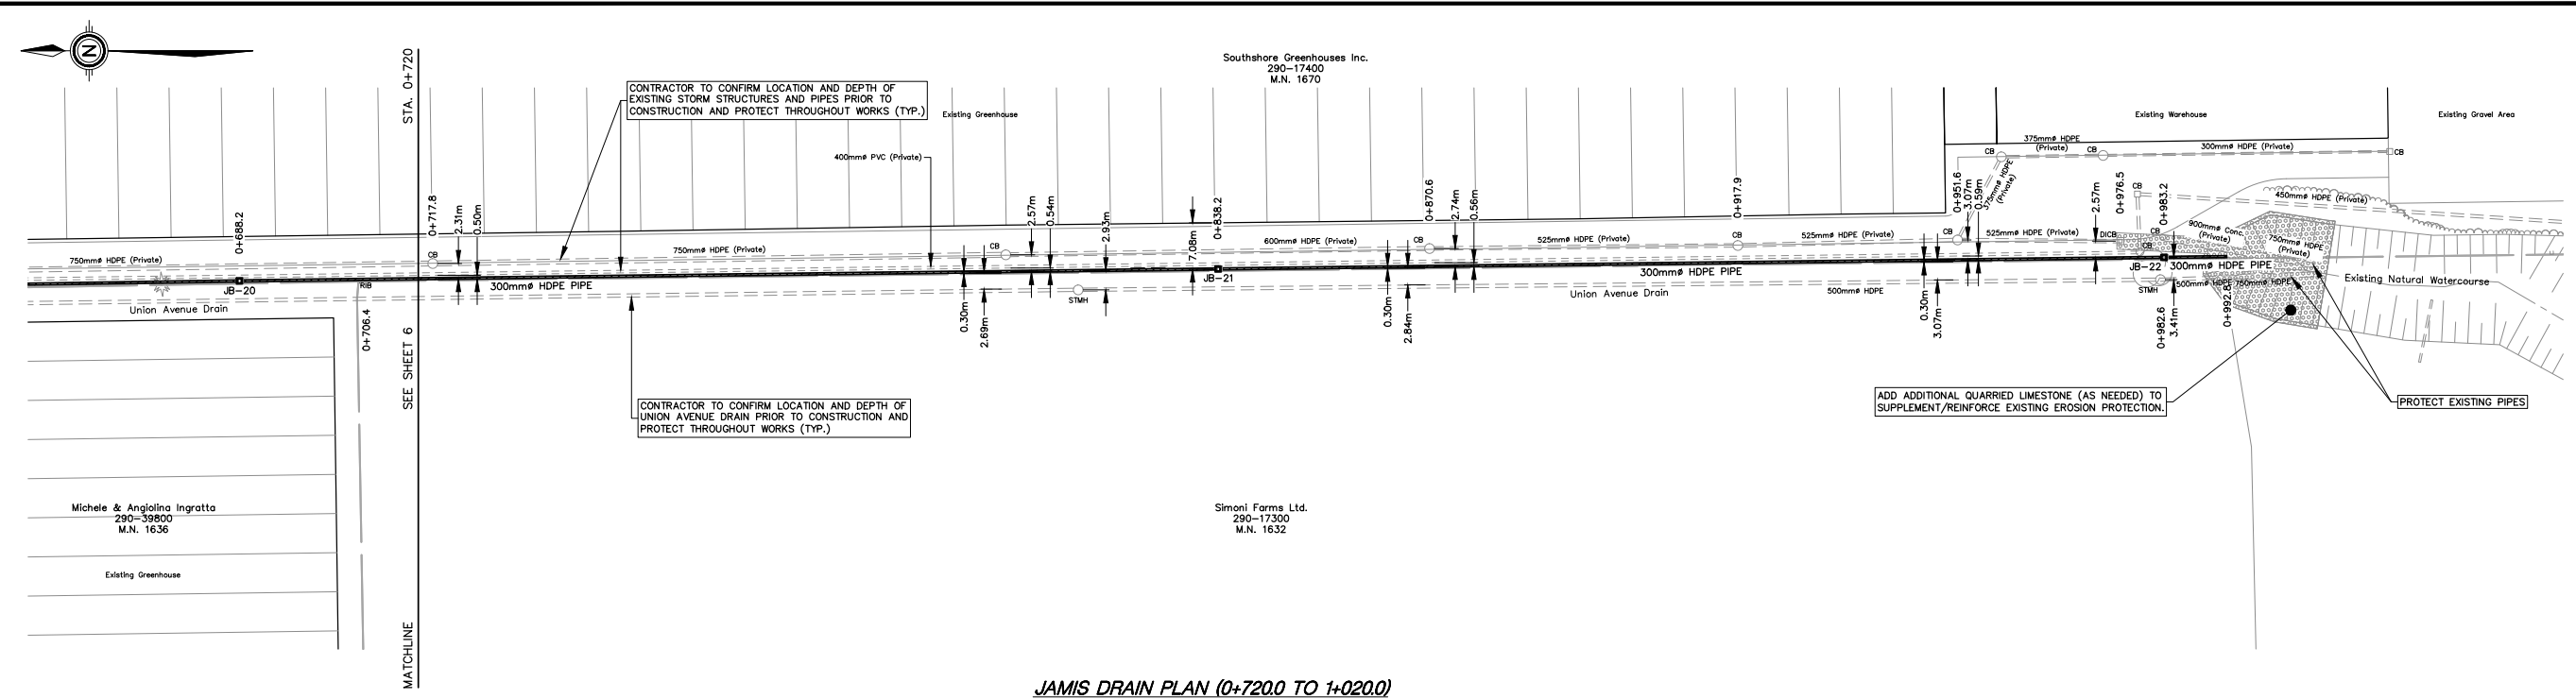 N
STA. 0+720
SEE SHEET 6
MATCHLINE
Southshore Greenhouses Inc.
290-17400
M.N. 1670
CONTRACTOR TO CONFIRM LOCATION AND DEPTH OF
EXISTING STORM STRUCTURES AND PIPES PRIOR TO
CONSTRUCTION AND PROTECT THROUGHOUT WORKS (TYP.)
Existing Greenhouse
Existing Warehouse
Existing Gravel Area
400mmø PVC (Private)
375mmø HDPE
(Private)
300mmø HDPE (Private)
CB
CB
CB
375mmø HDPE
(Private)
CB
450mmø HDPE (Private)
0+688.2
0+717.8
2.31m
0.50m
2.57m
0.54m
2.93m
7.08m
0+838.2
0+870.6
2.74m
0.56m
0+917.9
0+951.6
3.07m
0.59m
2.57m
0+976.5
0+983.2
750mmø HDPE (Private)
CB
750mmø HDPE (Private)
CB
600mmø HDPE (Private)
CB
525mmø HDPE (Private)
CB
525mmø HDPE (Private)
CB
525mmø HDPE (Private)
DICB
CB
CB
900mmø Conc.
(Private)
750mmø HDPE
(Private)
JB-20
RIB
300mmø HDPE PIPE
JB-21
300mmø HDPE PIPE
JB-22
300mmø HDPE PIPE
Union Avenue Drain
STMH
Union Avenue Drain
500mmø HDPE
STMH
500mmø HDPE
750mmø HDPE
Existing Natural Watercourse
0+706.4
0.30m
2.69m
0.30m
2.84m
0.30m
3.07m
0+982.6
3.41m
0+992.8
CONTRACTOR TO CONFIRM LOCATION AND DEPTH OF
UNION AVENUE DRAIN PRIOR TO CONSTRUCTION AND
PROTECT THROUGHOUT WORKS (TYP.)
ADD ADDITIONAL QUARRIED LIMESTONE (AS NEEDED) TO
SUPPLEMENT/REINFORCE EXISTING EROSION PROTECTION.
PROTECT EXISTING PIPES
Michele & Angiolina Ingratta
290-39800
M.N. 1636
Existing Greenhouse
Simoni Farms Ltd.
290-17300
M.N. 1632
JAMIS DRAIN PLAN (0+720.0 TO 1+020.0)